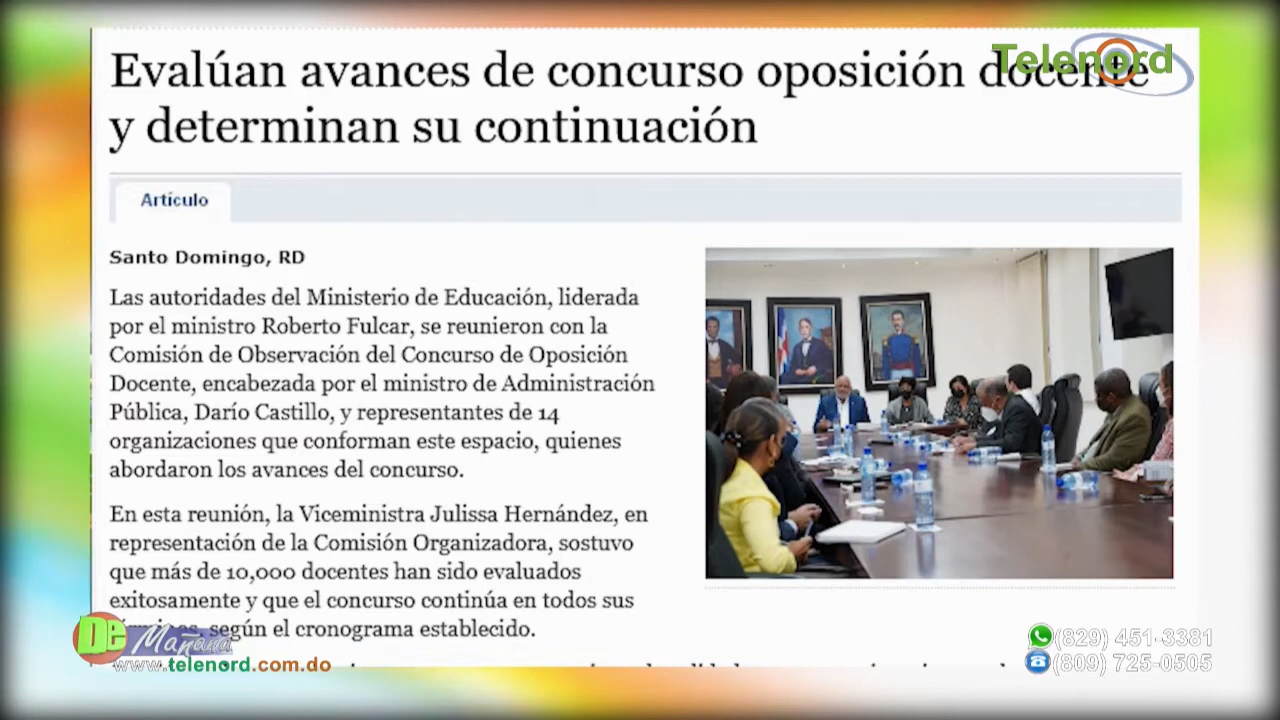 Evalúan avances de concurso oposición docente
y determinan su continuación
Telenord
Artículo
Santo Domingo, RD
Las autoridades del Ministerio de Educación, liderada
por el ministro Roberto Fulcar, se reunieron con la
Comisión de Observación del Concurso de Oposición
Docente, encabezada por el ministro de Administración
Pública, Darío Castillo, y representantes de 14
organizaciones que conforman este espacio, quienes
abordaron los avances del concurso.
En esta reunión, la Viceministra Julissa Hernández, en
representación de la Comisión Organizadora, sostuvo
que más de 10,000 docentes han sido evaluados
exitosamente y que el concurso continúa en todos sus
según el cronograma establecido.
De Mañana
www.telenord.com.do
(829) 451-3381
(809) 725-0505